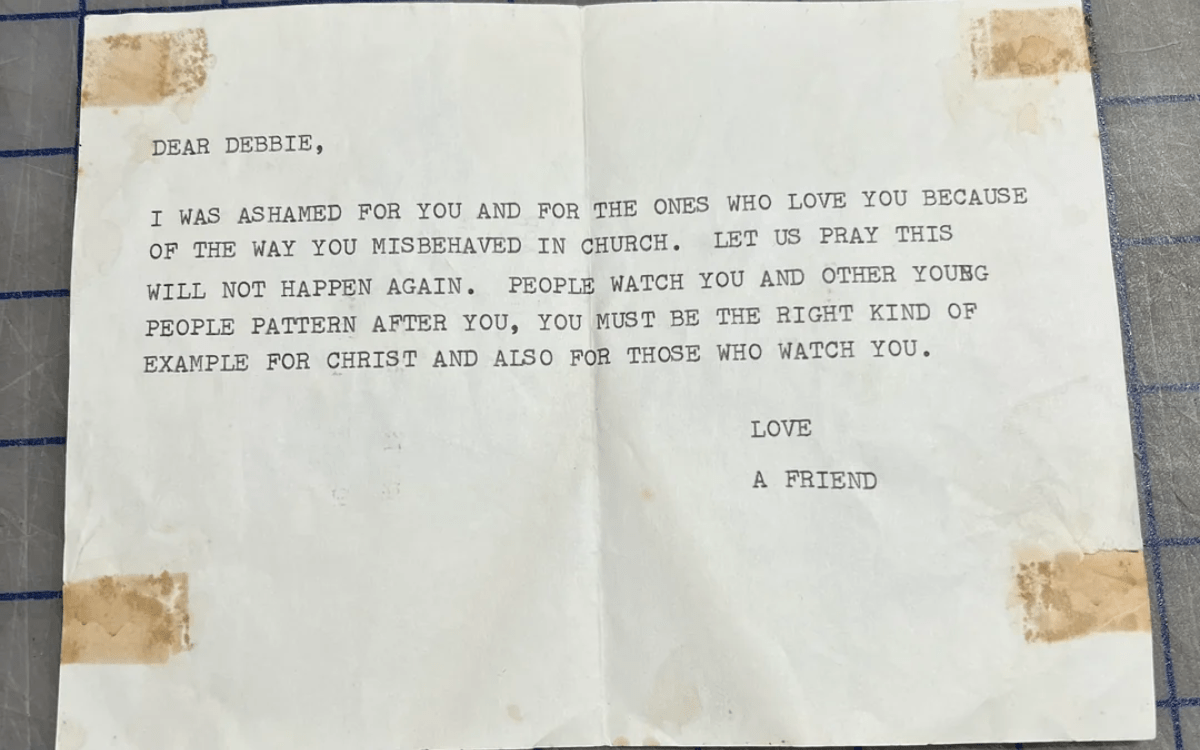 DEAR DEBBIE,
I WAS ASHAMED FOR YOU AND FOR THE ONES WHO LOVE YOU BECAUSE
OF THE WAY YOU MISBEHAVED IN CHURCH. LET US PRAY THIS
WILL NOT HAPPEN AGAIN. PEOPLE WATCH YOU AND OTHER YOUNG
PEOPLE PATTERN AFTER YOU, YOU MUST BE THE RIGHT KIND OF
EXAMPLE FOR CHRIST AND ALSO FOR THOSE WHO WATCH YOU.
LOVE
A FRIEND